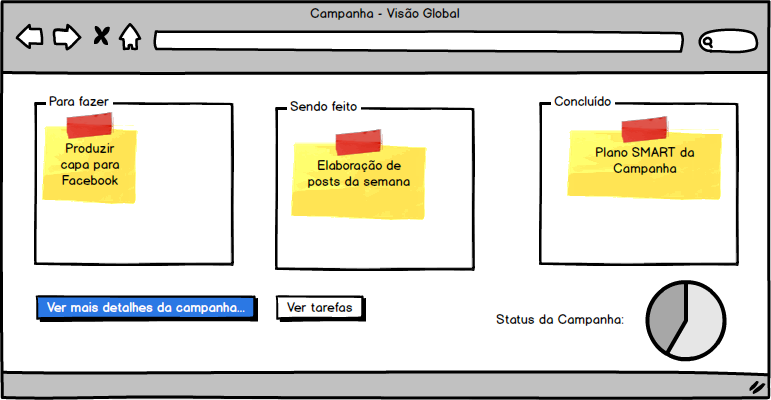 Campanha - Visão Global
Para fazer
Produzir
capa para
Facebook
Sendo feito
Elaboração de
posts da semana
Concluído
Plano SMART da
Campanha
Ver mais detalhes da campanha...
Ver tarefas
Status da Campanha: